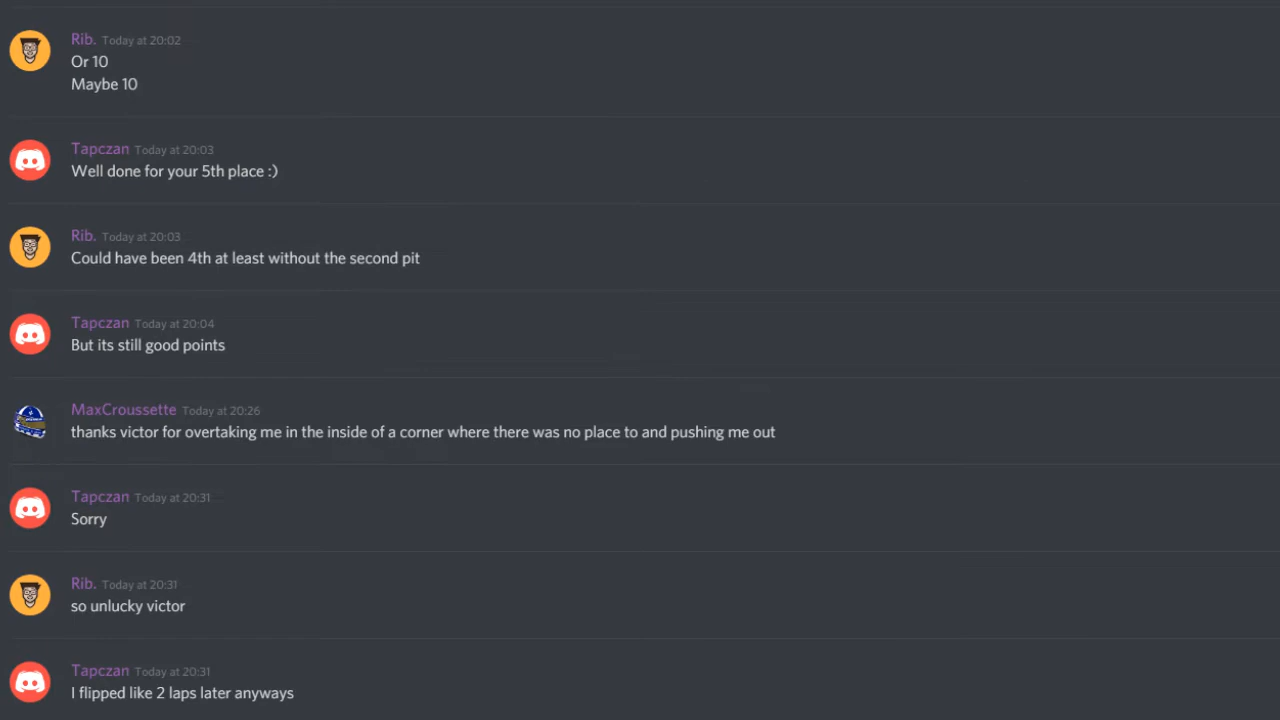 Rib. Today at 20:02
Or 10
Maybe 10
Tapczan Today at 20:03
Well done for your 5th place :)
Rib. Today at 20:03
Could have been 4th at least without the second pit
Tapczan Today at 20:04
But its still good points
MaxCroussette Today at 20:26
thanks victor for overtaking me in the inside of a corner where there was no place to and pushing me out
Tapczan Today at 20:31
Sorry
Rib. Today at 20:31
so unlucky victor
Tapczan Today at 20:31
I flipped like 2 laps later anyways